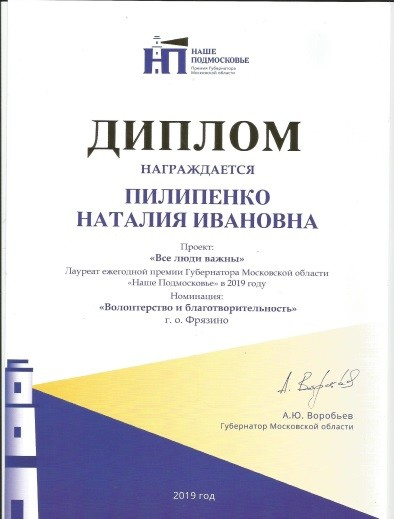 НАШЕ
ПОДМОСКОВЬЕ
Премия Губернатора
Московской области
ДИПЛОМ
НАГРАЖДАЕТСЯ
ПИЛИПЕНКО
НАТАЛИЯ ИВАНОВНА
Проект:
«Все люди важны»
Лауреат ежегодной премии Губернатора Московской области
«Наше Подмосковье» в 2019 году
Номинация:
«Волонтерство и благотворительность»
г. о. Фрязино
А.Ю. Воробьев
Губернатор Московской области
2019 год